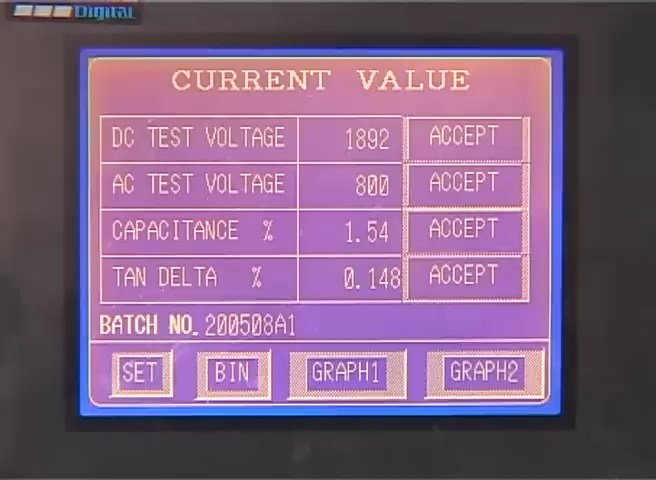 Digital
CURRENT VALUE
DC TEST VOLTAGE 1892 ACCEPT
AC TEST VOLTAGE 800 ACCEPT
CAPACITANCE % 1.54 ACCEPT
TAN DELTA % 0.148 ACCEPT
BATCH NO. 200508A1
SET BIN GRAPH1 GRAPH2